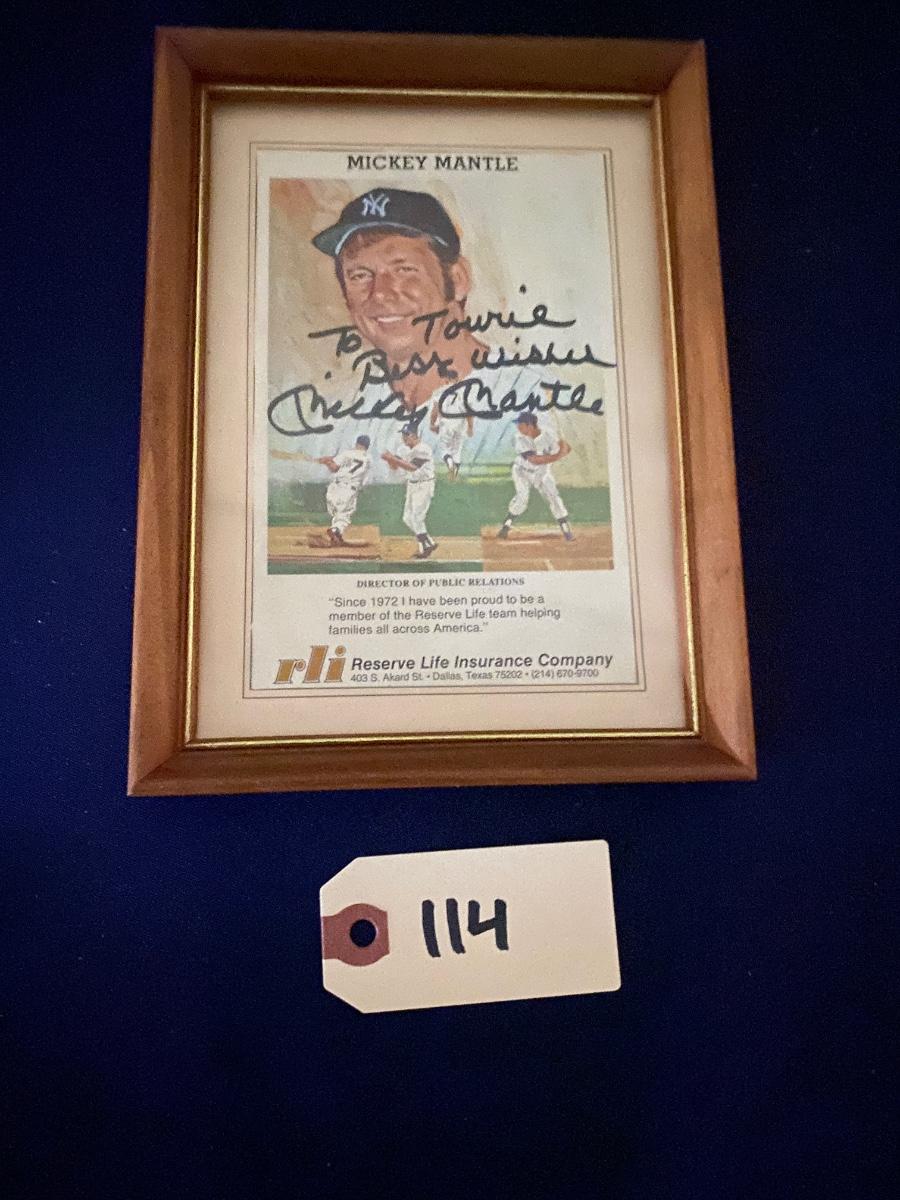 MICKEY MANTLE
NY
To Tourie
Best wishes
Mickey Mantle
7
DIRECTOR OF PUBLIC RELATIONS
“Since 1972 I have been proud to be a
member of the Reserve Life team helping
families all across America.”
rli Reserve Life Insurance Company
403 S. Akard St. • Dallas, Texas 75202 • (214) 670-9700
114